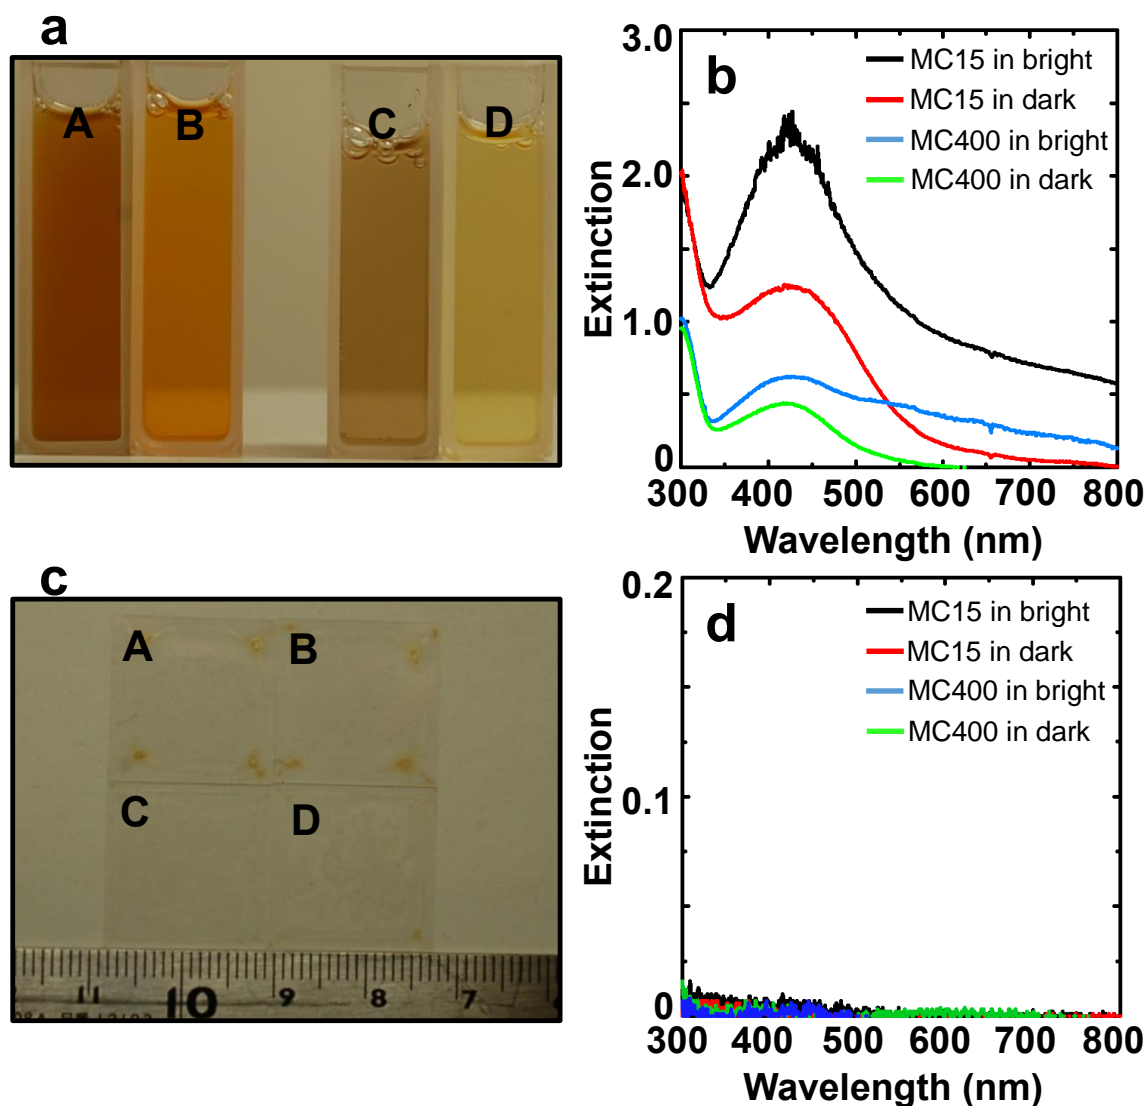 a
A
B
C
D
b
MC15 in bright
MC15 in dark
MC400 in bright
MC400 in dark
3.0
2.0
1.0
0
Extinction
300 400 500 600 700 800
Wavelength (nm)
c
A
B
C
D
11 10 9 8 7
d
MC15 in bright
MC15 in dark
MC400 in bright
MC400 in dark
0.2
0.1
0
Extinction
300 400 500 600 700 800
Wavelength (nm)